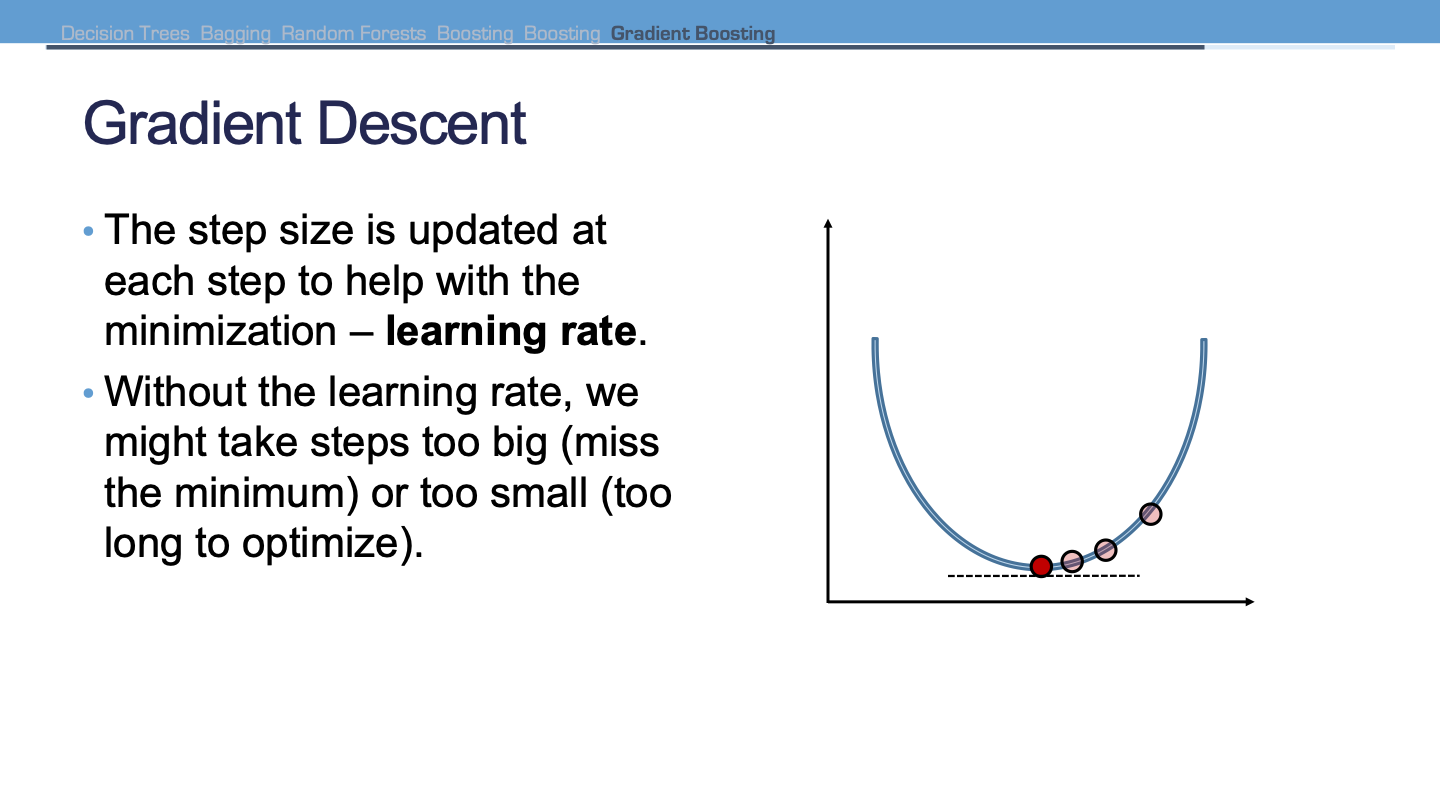 Decision Trees Bagging Random Forests Boosting Boosting Gradient Boosting
Gradient Descent
• The step size is updated at
each step to help with the
minimization – learning rate.
• Without the learning rate, we
might take steps too big (miss
the minimum) or too small (too
long to optimize).